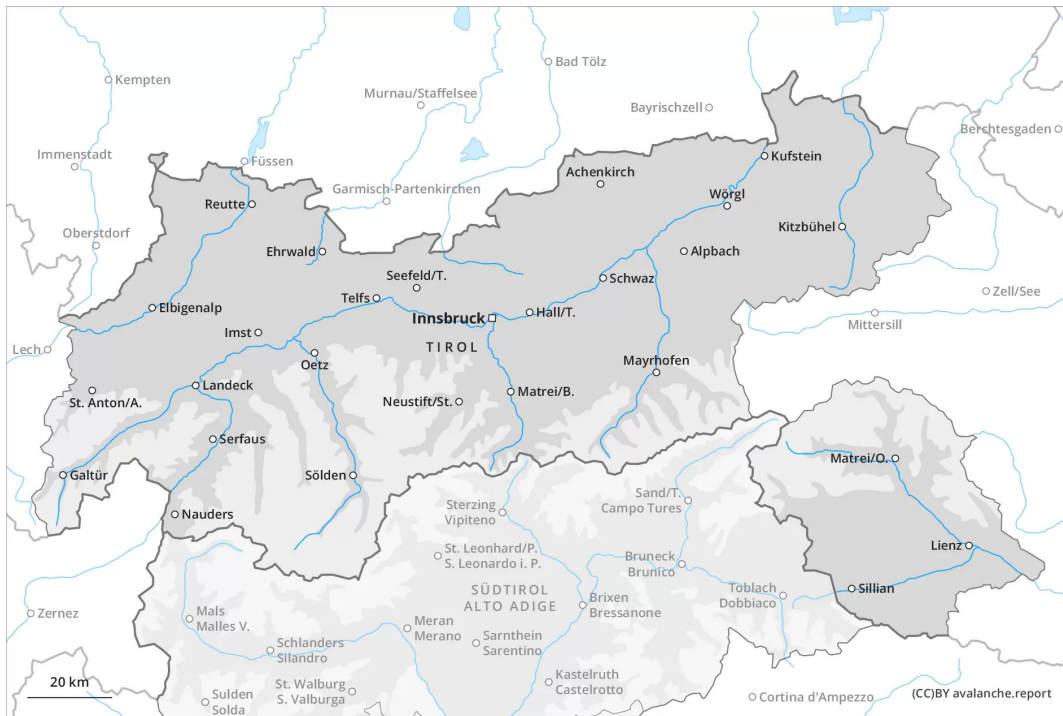 Kempten
Bad Tölz
Murnau/Staffelsee
Bayrischzell
Berchtesgaden
Immenstadt
Füssen
Kufstein
Garmisch-Partenkirchen
Achenkirch
Reutte
Wörgl
Oberstdorf
Kitzbühel
Ehrwald
Alpbach
Seefeld/T.
Schwaz
Telfs
Zell/See
Elbigenalp
Innsbruck
Hall/T.
Mittersill
Imst
TIROL
Lech
Oetz
Mayrhofen
Landeck
St. Anton/A.
Neustift/St.
Matrei/B.
Serfaus
Matrei/O.
Galtür
Sölden
Sand/T.
Campo Tures
Sterzing
Vipiteno
Nauders
Lienz
St. Leonhard/P.
S. Leonardo i. P.
Bruneck
Brunico
SÜDTIROL
ALTO ADIGE
Toblach
Dobbiaco
Sillian
Brixen
Bressanone
Zernez
Mals
Malles V.
Meran
Merano
Sarnthein
Sarentino
Schlanders
Silandro
20 km
St. Walburg
S. Valburga
Kastelruth
Castelrotto
Sulden
Solda
Cortina d'Ampezzo
(CC)BY avalanche.report